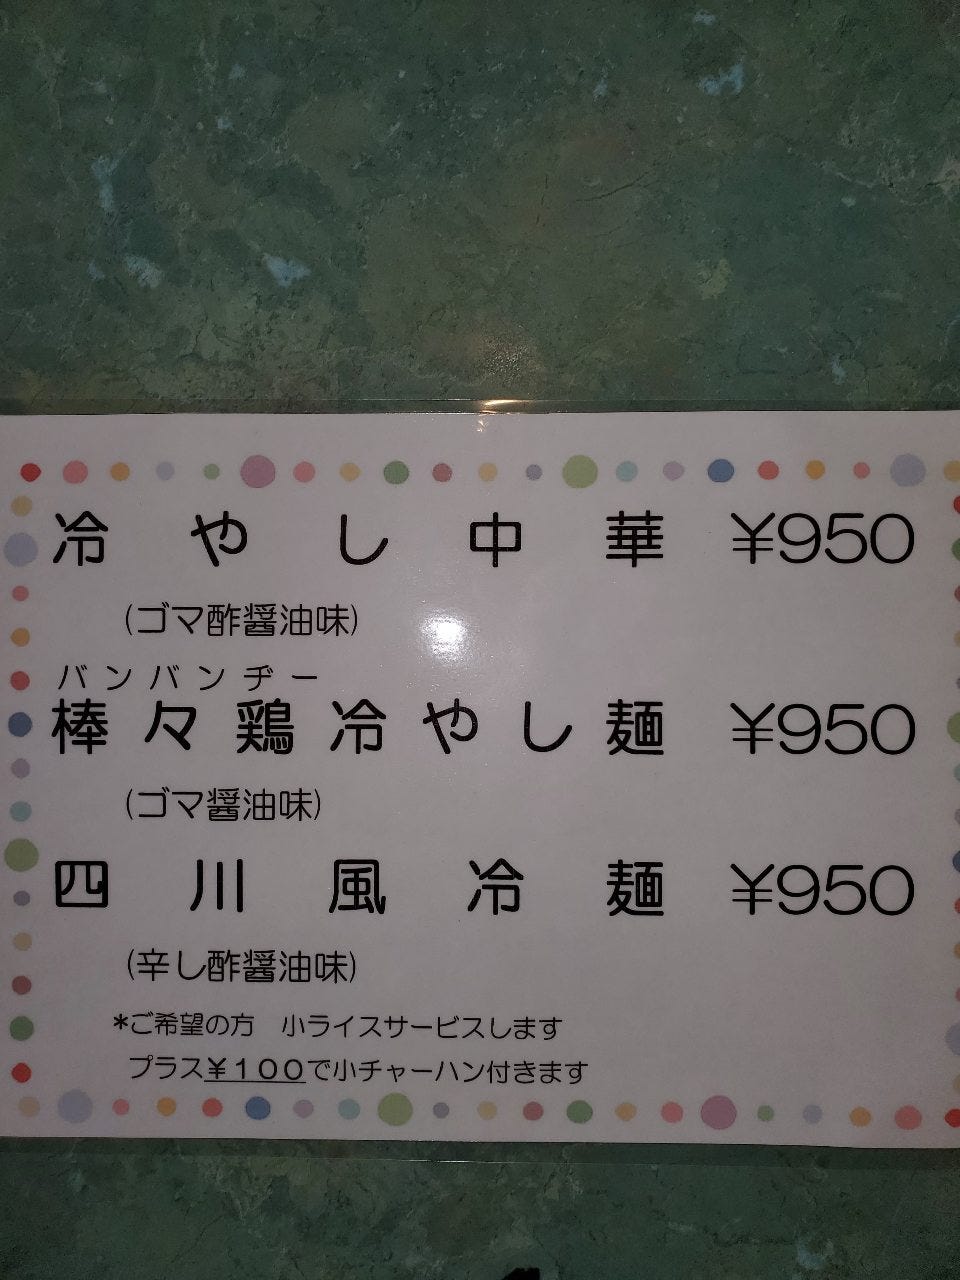 冷やし中華 ¥950
(ゴマ酢醤油味)
バンバンヂー
棒々鶏冷やし麺 ¥950
(ゴマ醤油味)
四川風冷麺 ¥950
(辛し酢醤油味)
*ご希望の方　小ライスサービスします
プラス¥１００で小チャーハン付きます